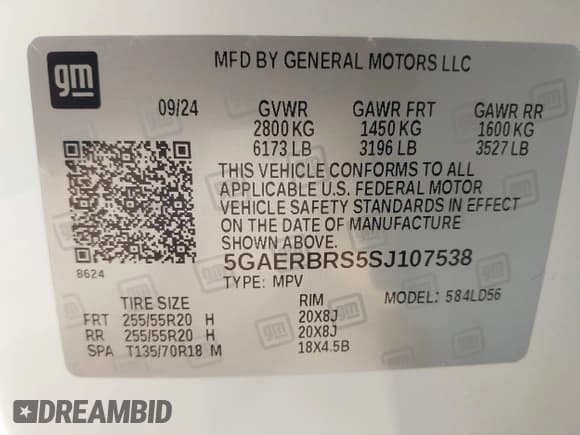 gm
MFD BY GENERAL MOTORS LLC
09/24 GVWR GAWR FRT GAWR RR
2800 KG 1450 KG 1600 KG
6173 LB 3196 LB 3527 LB
THIS VEHICLE CONFORMS TO ALL
APPLICABLE U.S. FEDERAL MOTOR
VEHICLE SAFETY STANDARDS IN EFFECT
ON THE DATE OF MANUFACTURE
SHOWN ABOVE.
8624
5GAERBRS5SJ107538
TYPE: MPV MODEL: 584LD56
TIRE SIZE RIM
FRT 255/55R20 H 20X8J
RR 255/55R20 H 20X8J
SPA T135/70R18 M 18X4.5B
DREAMBID